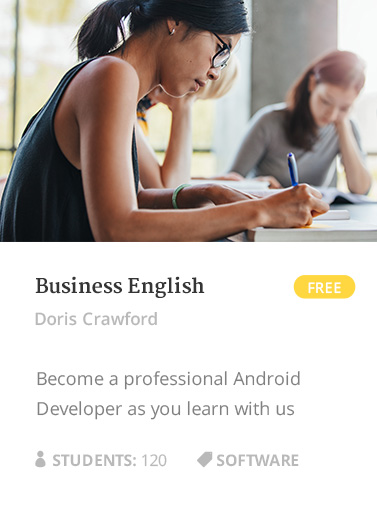 Business English
FREE
Doris Crawford
Become a professional Android
Developer as you learn with us
STUDENTS: 120
SOFTWARE